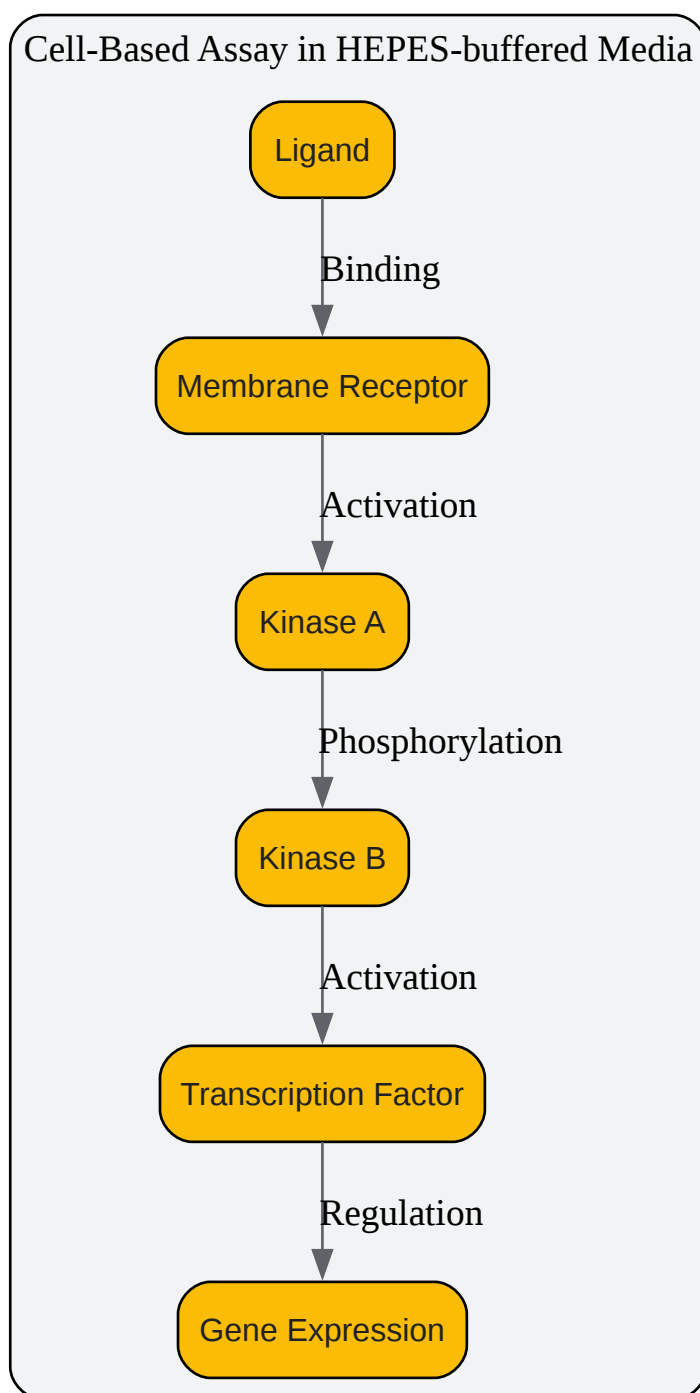 Cell-Based Assay in HEPES-buffered Media
Ligand
Binding
Membrane Receptor
Activation
Kinase A
Phosphorylation
Kinase B
Activation
Transcription Factor
Regulation
Gene Expression